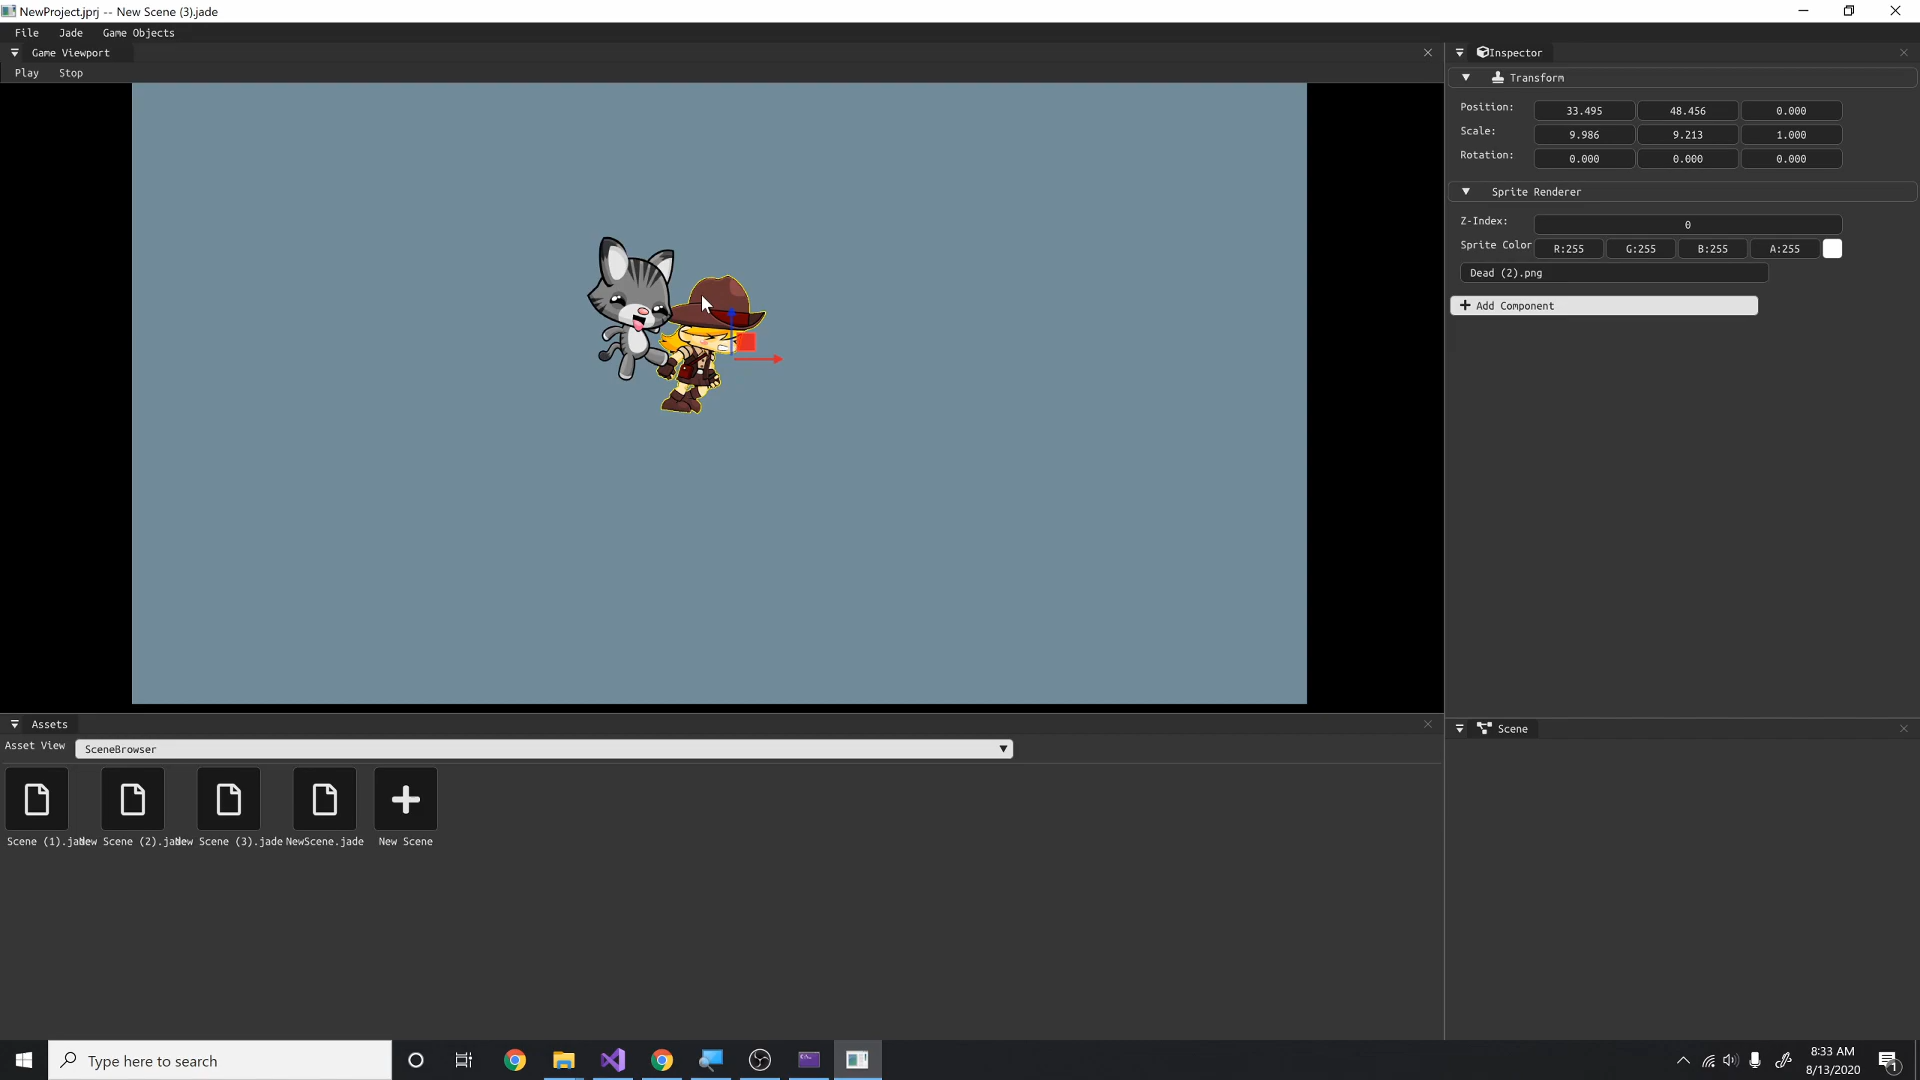 NewProject.jprj -- New Scene (3).jade
File Jade Game Objects
Game Viewport
Play Stop
Inspector
Transform
Position: 33.495 48.456 0.000
Scale: 9.986 9.213 1.000
Rotation: 0.000 0.000 0.000
Sprite Renderer
Z-Index: 0
Sprite Color R:255 G:255 B:255 A:255
Dead (2).png
Add Component
Assets
Asset View SceneBrowser
Scene (1).jade New Scene (2).jade New Scene (3).jade NewScene.jade New Scene
Scene
Type here to search
8:33 AM
8/13/2020
1